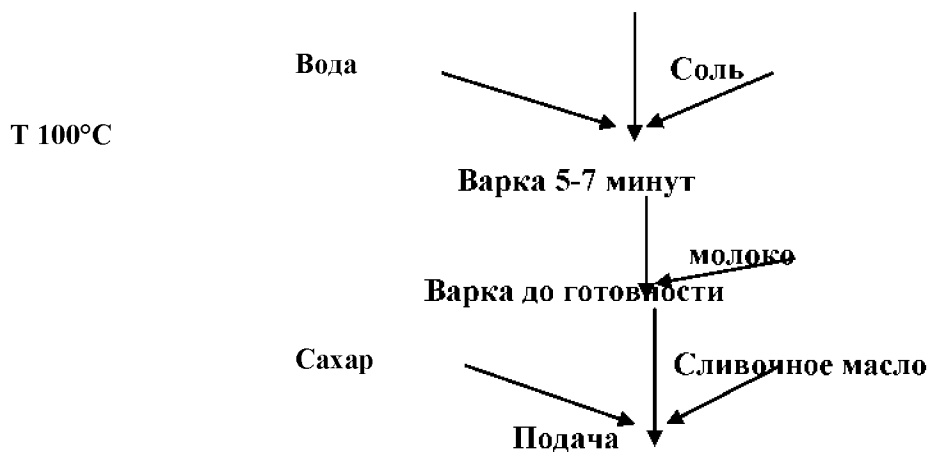 Вода
Соль
Т 100°С
Варка 5-7 минут
молоко
Варка до готовности
Сахар
Сливочное масло
Подача